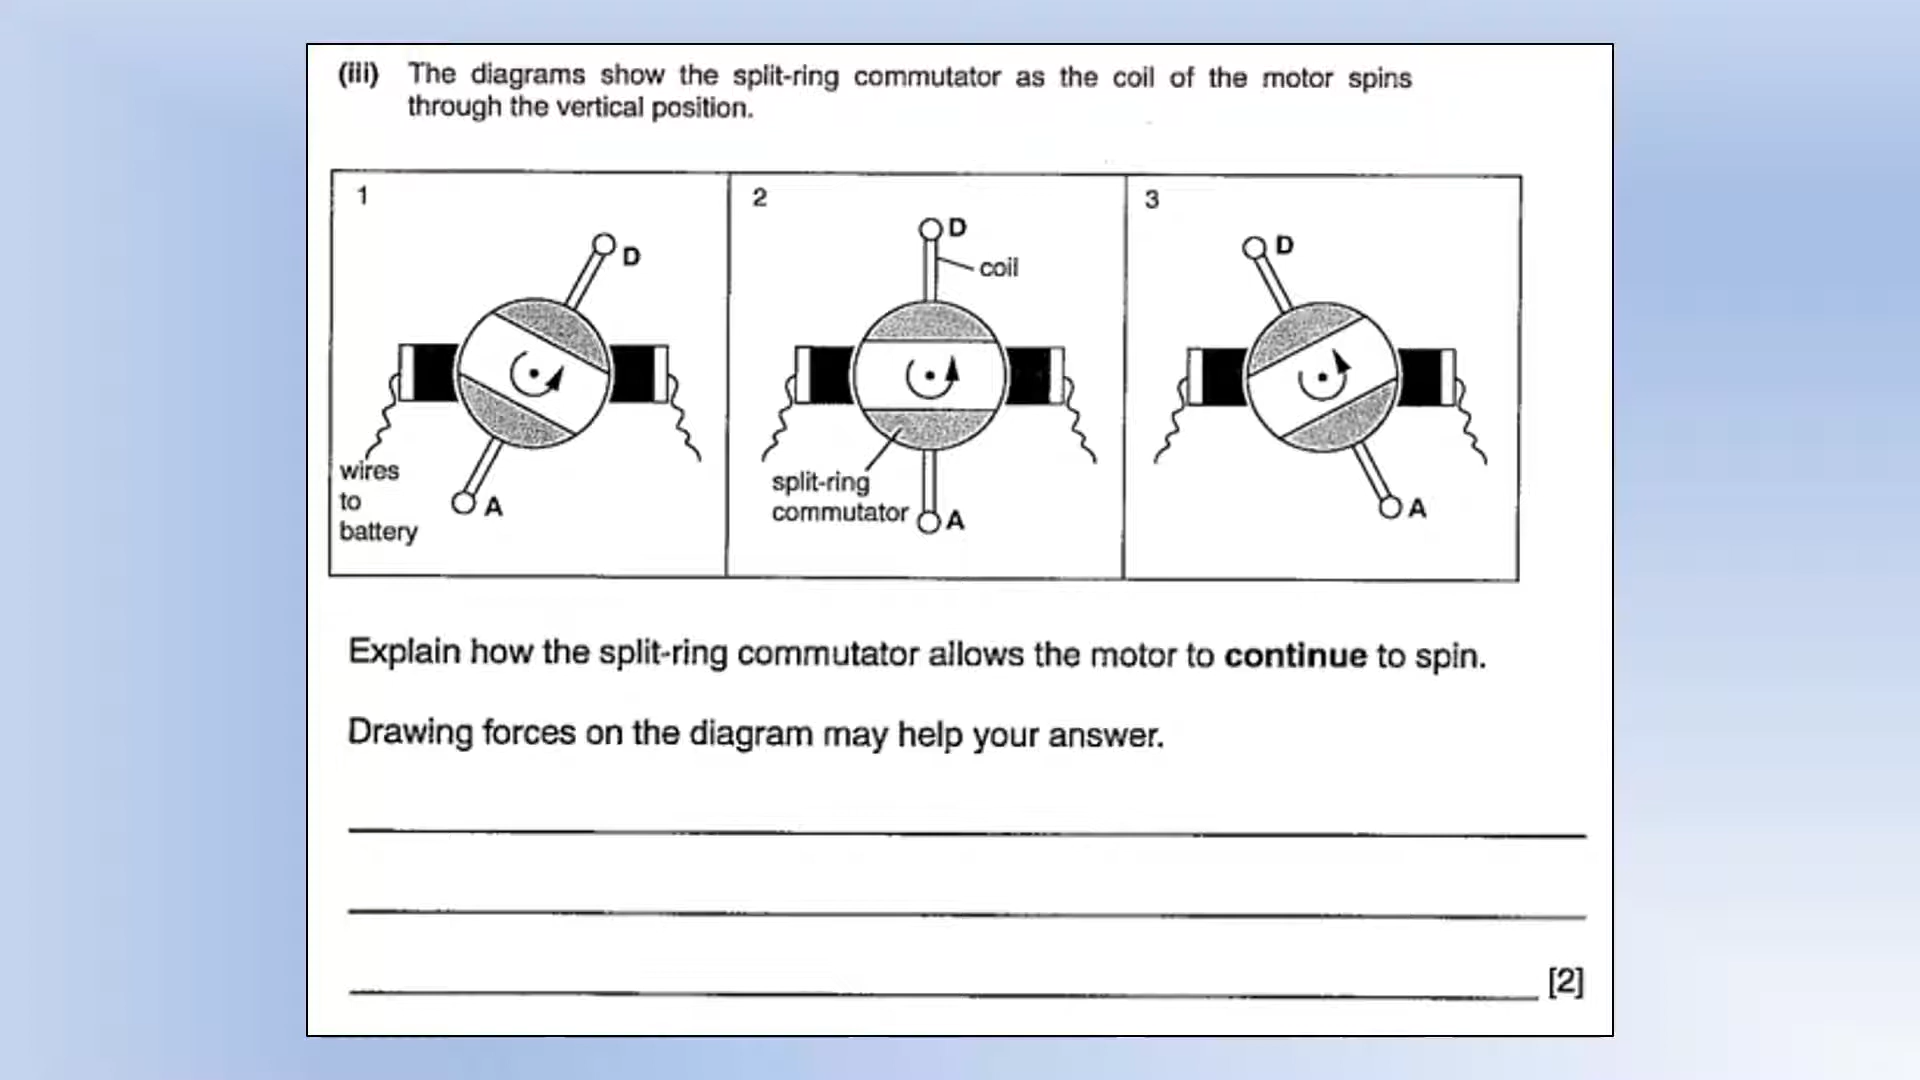 (iii) The diagrams show the split-ring commutator as the coil of the motor spins
through the vertical position.
1
D
wires
to
battery
A
2
D
coil
split-ring
commutator
A
3
D
A
Explain how the split-ring commutator allows the motor to continue to spin.
Drawing forces on the diagram may help your answer.
[2]